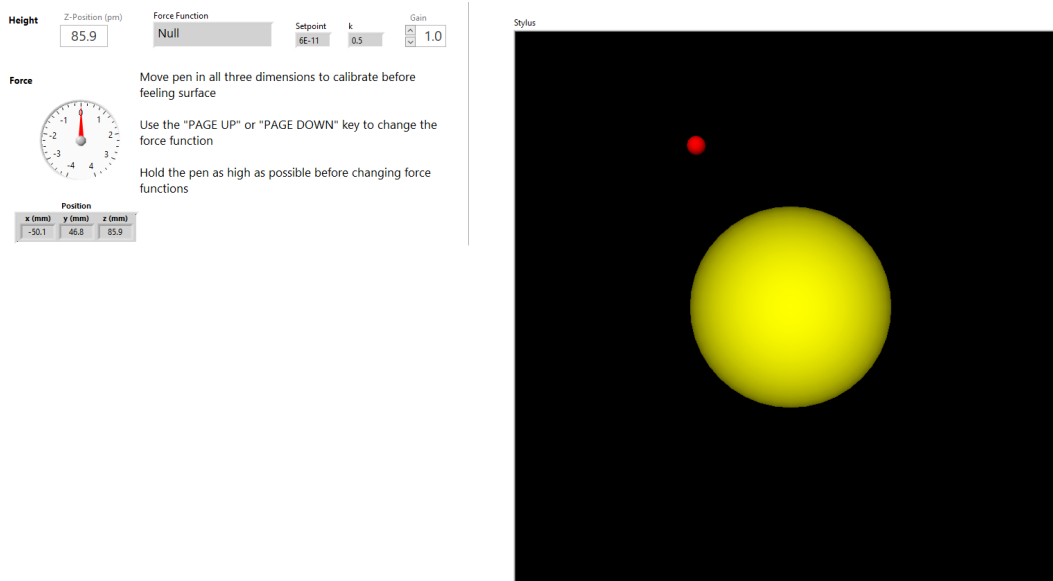 Height
Z-Position (pm)
85.9
Force Function
Null
Setpoint
6E-11
k
0.5
Gain
1.0
Stylus
Force
0
-1 1
-2 2
-3 3
-4 4
Move pen in all three dimensions to calibrate before
feeling surface
Use the "PAGE UP" or "PAGE DOWN" key to change the
force function
Hold the pen as high as possible before changing force
functions
Position
x (mm) y (mm) z (mm)
-50.1 46.8 85.9